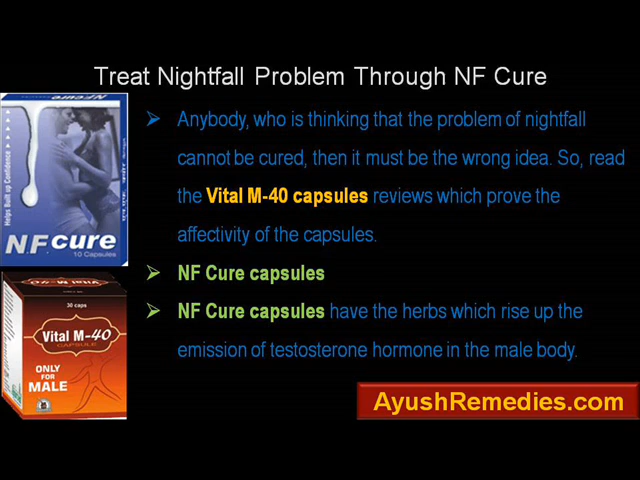 Treat Nightfall Problem Through NF Cure
Anybody, who is thinking that the problem of nightfall
cannot be cured, then it must be the wrong idea. So, read
the Vital M-40 capsules reviews which prove the
affectivity of the capsules.
NF Cure capsules
NF Cure capsules have the herbs which rise up the
emission of testosterone hormone in the male body.
AyushRemedies.com
NF cure
Helps Built up Confidence
NF cure
10 Capsules
Vital M-40
30 caps
Vital M-40
CAPSULE
ONLY
FOR
MALE